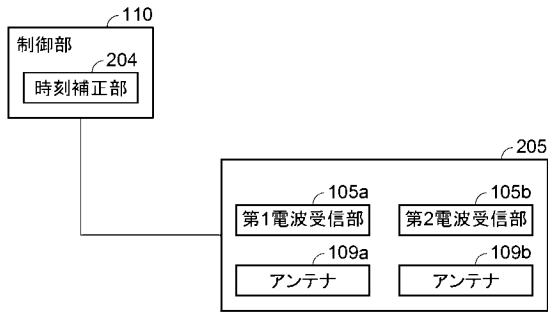 110
制御部
204
時刻補正部
205
105a
105b
第1電波受信部
第2電波受信部
109a
109b
アンテナ
アンテナ